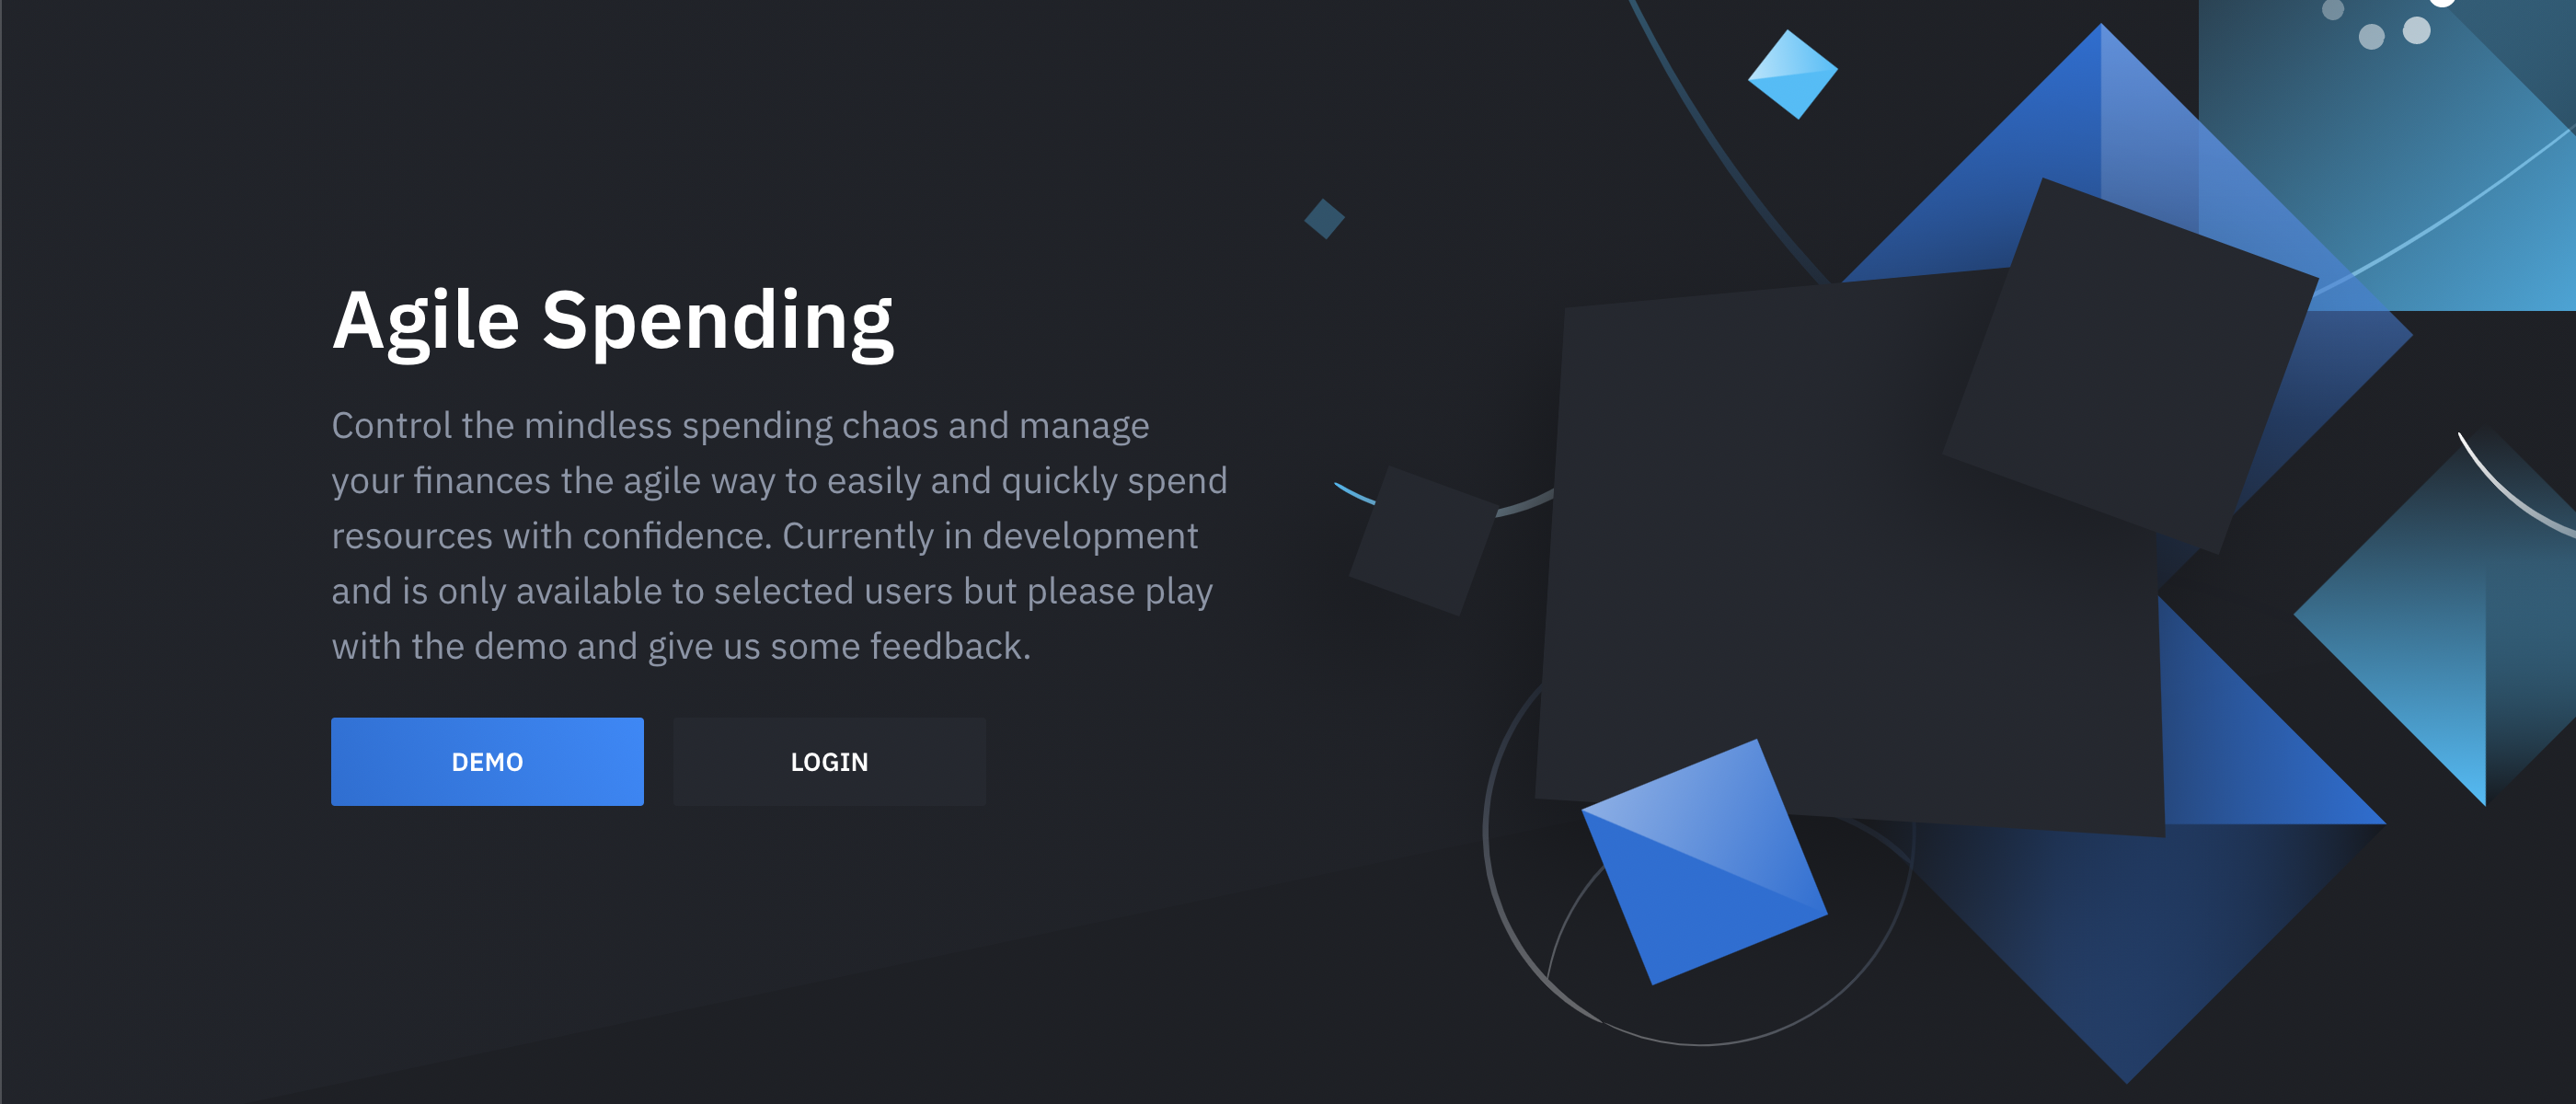 Agile Spending
Control the mindless spending chaos and manage
your finances the agile way to easily and quickly spend
resources with confidence. Currently in development
and is only available to selected users but please play
with the demo and give us some feedback.
DEMO
LOGIN